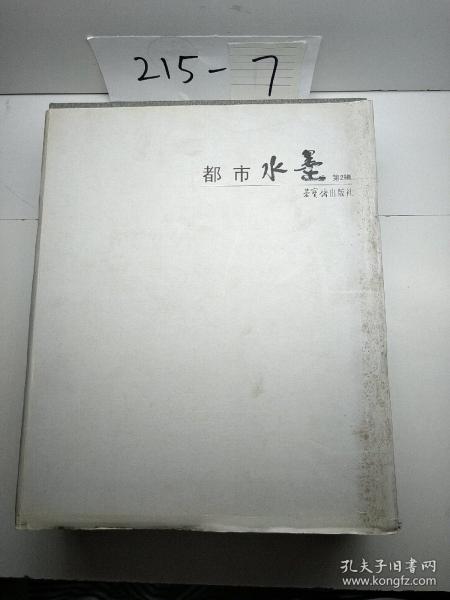 215-7
都市水墨 第2辑
荣宝斋出版社
孔夫子旧书网
www.kongfz.com